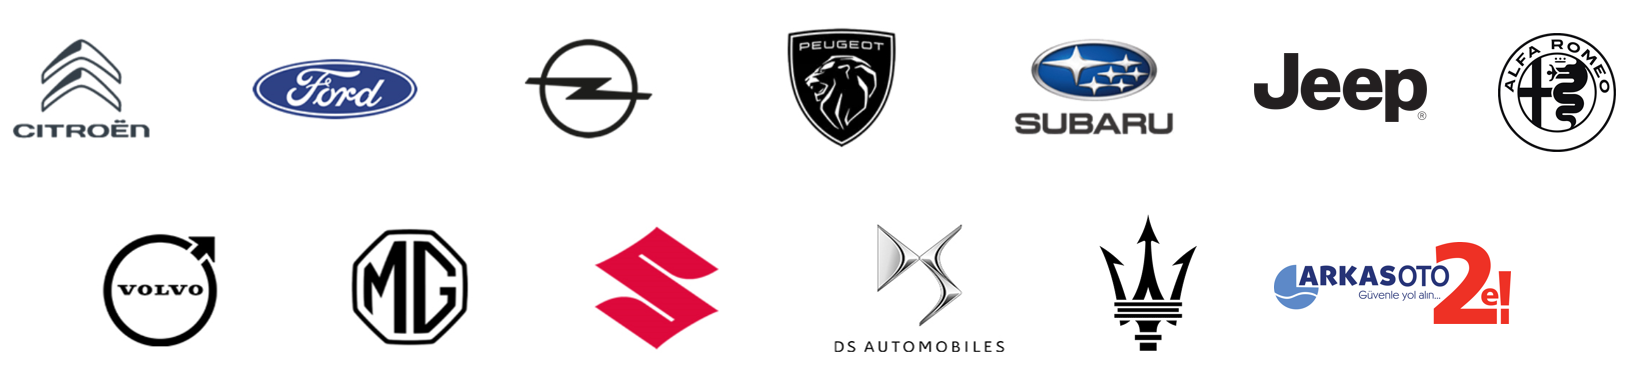 CITROËN
Ford
PEUGEOT
SUBARU
Jeep®
ALFA ROMEO
VOLVO
MG
DS AUTOMOBILES
ARKASOTO 2e!
Güvenle yol alın...